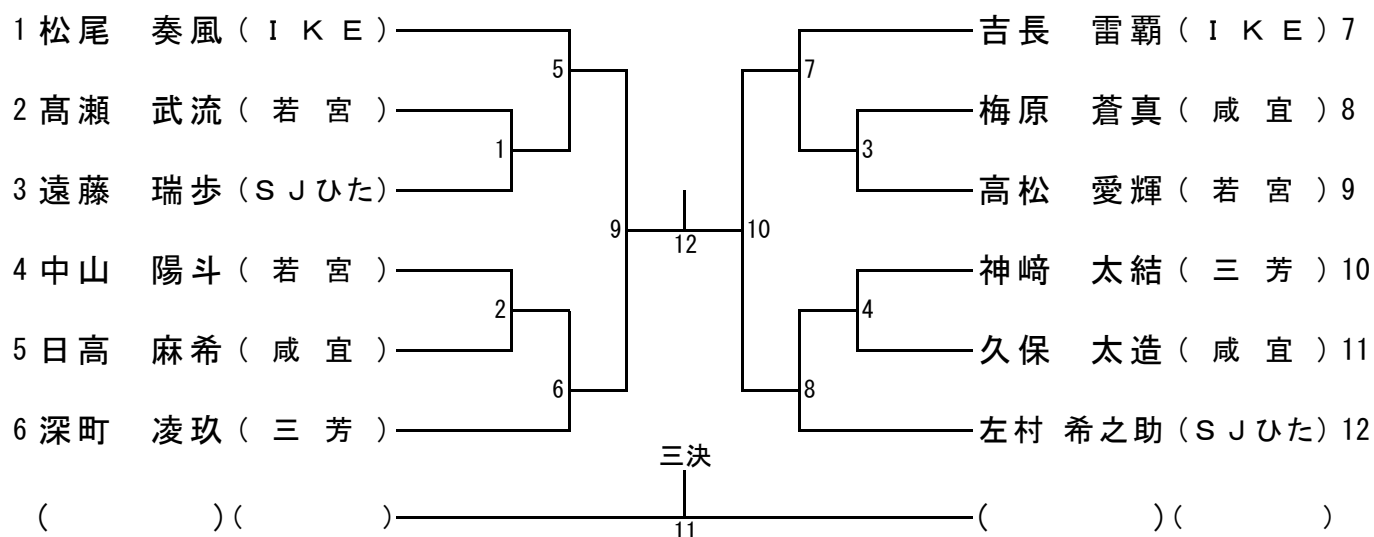 1 松尾　奏風 (ＩＫＥ) 吉長　雷覇 (ＩＫＥ) 7
5 7
2 髙瀬　武流 (若宮) 梅原　蒼真 (咸宜) 8
1 3
3 遠藤　瑞歩 (ＳＪひた) 高松　愛輝 (若宮) 9
9 12 10
4 中山　陽斗 (若宮) 神﨑　太結 (三芳) 10
2 4
5 日高　麻希 (咸宜) 久保　太造 (咸宜) 11
6 8
6 深町　凌玖 (三芳) 左村　希之助 (ＳＪひた) 12
三決
(　　　) (　　　) (　　　) (　　　)
11